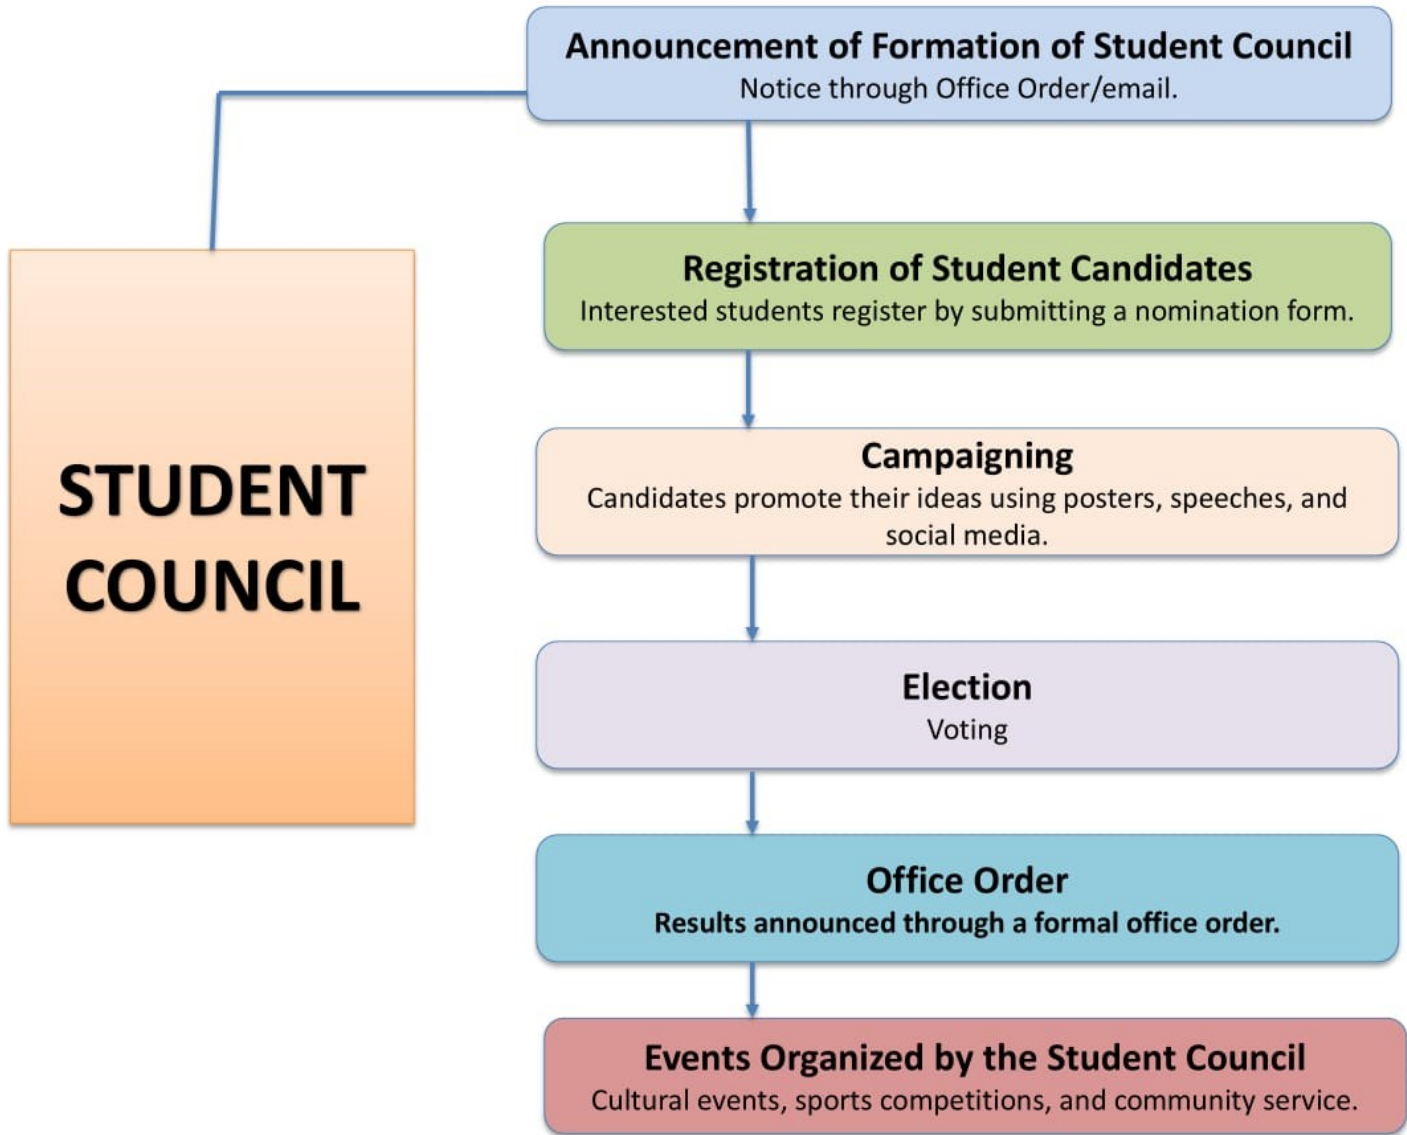 STUDENT
COUNCIL
Announcement of Formation of Student Council
Notice through Office Order/email.
Registration of Student Candidates
Interested students register by submitting a nomination form.
Campaigning
Candidates promote their ideas using posters, speeches, and
social media.
Election
Voting
Office Order
Results announced through a formal office order.
Events Organized by the Student Council
Cultural events, sports competitions, and community service.